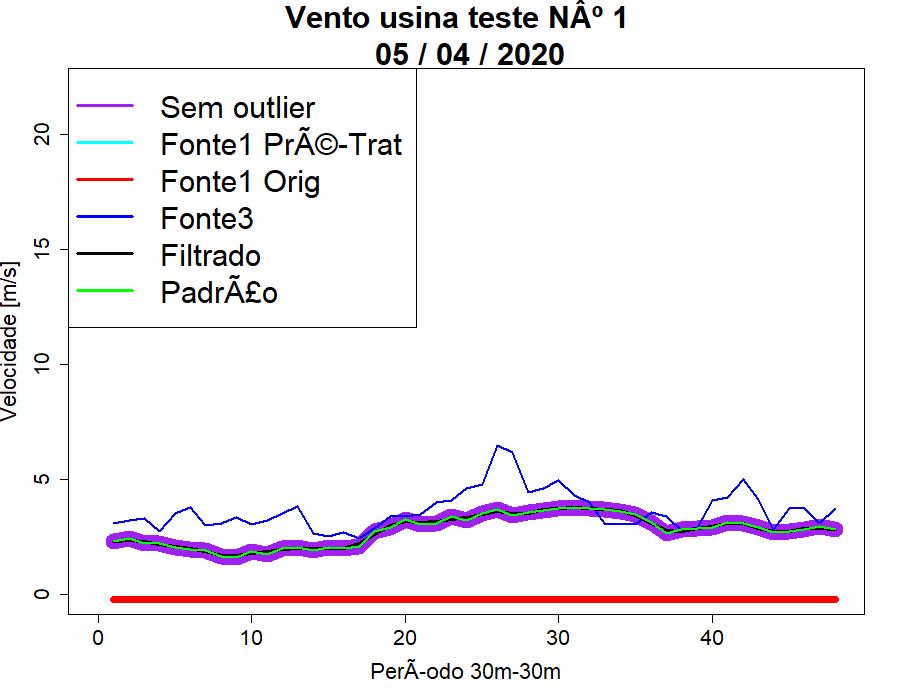 Vento usina teste NÂº 1
05 / 04 / 2020
Sem outlier
Fonte1 PrÃ©-Trat
Fonte1 Orig
Fonte3
Filtrado
PadrÃ£o
Velocidade [m/s]
20
15
10
5
0
0 10 20 30 40
PerÃ-odo 30m-30m